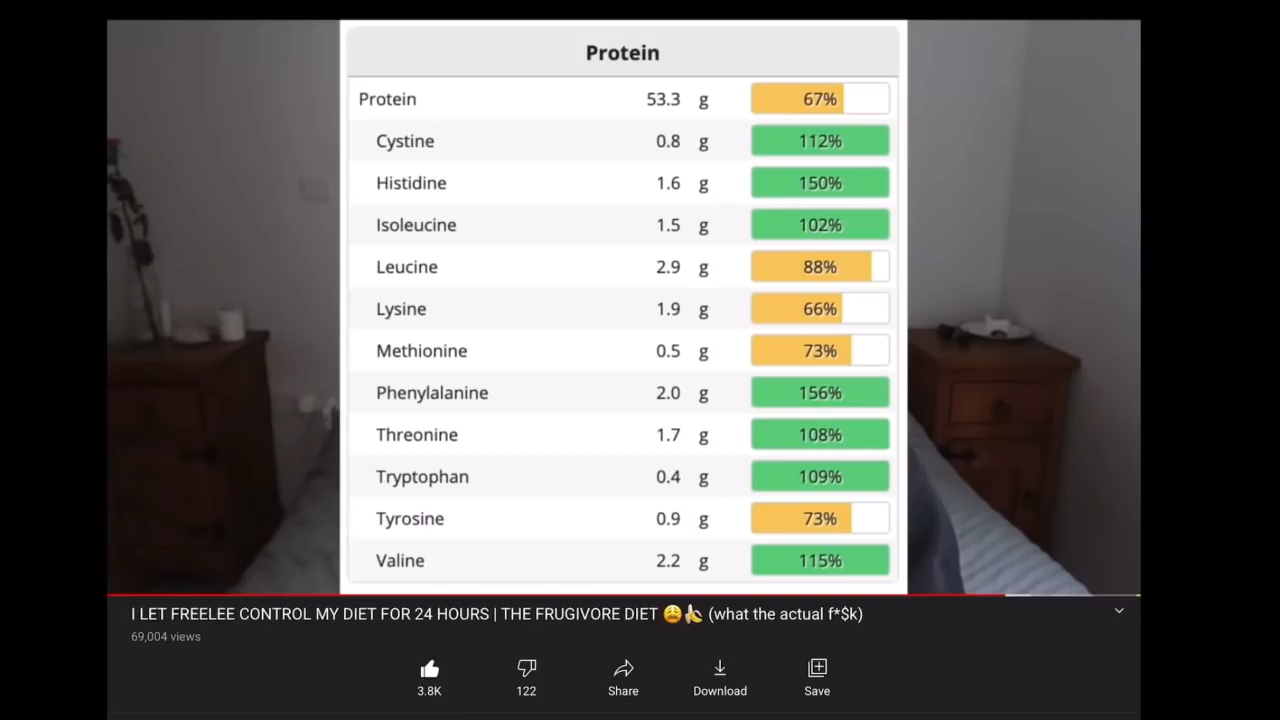 Protein
Protein 53.3 g 67%
Cystine 0.8 g 112%
Histidine 1.6 g 150%
Isoleucine 1.5 g 102%
Leucine 2.9 g 88%
Lysine 1.9 g 66%
Methionine 0.5 g 73%
Phenylalanine 2.0 g 156%
Threonine 1.7 g 108%
Tryptophan 0.4 g 109%
Tyrosine 0.9 g 73%
Valine 2.2 g 115%
I LET FREELEE CONTROL MY DIET FOR 24 HOURS | THE FRUGIVORE DIET 😩🍌 (what the actual f*$k)
69,004 views
3.8K 122 Share Download Save